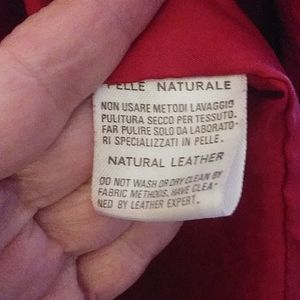 PELLE NATURALE
NON USARE METODI LAVAGGIO
PULITURA SECCO PER TESSUTO.
FAR PULIRE SOLO DA LABORATO-
RI SPECIALIZZATI IN PELLE.
NATURAL LEATHER
DO NOT WASH OR DRY CLEAN BY
FABRIC METHODS. HAVE CLEA-
NED BY LEATHER EXPERT.